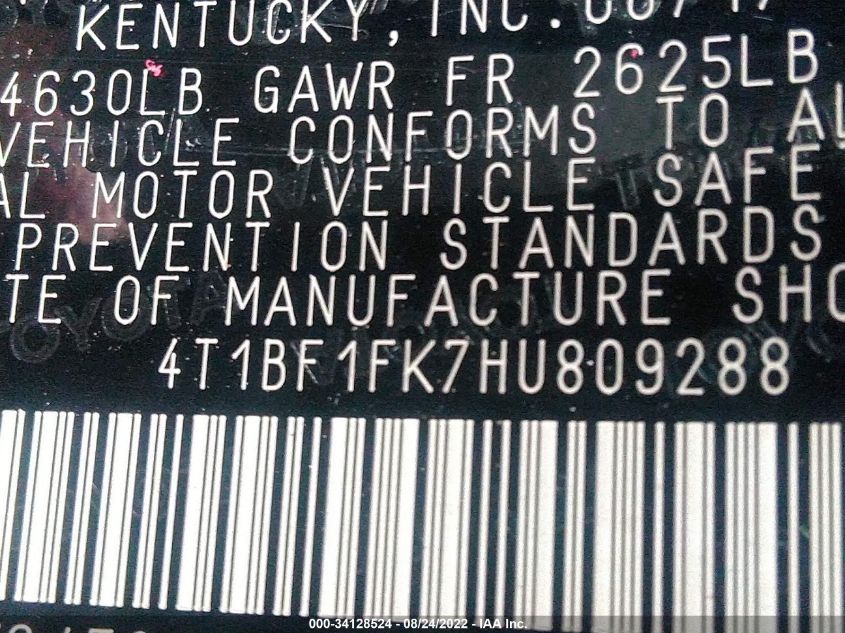 KENTUCKY, INC.
4630LB GAWR FR 2625LB
VEHICLE CONFORMS TO AL
AL MOTOR VEHICLE SAFE
PREVENTION STANDARDS
TE OF MANUFACTURE SHO
4T1BF1FK7HU809288
000-34128524 - 08/24/2022 - IAA Inc.